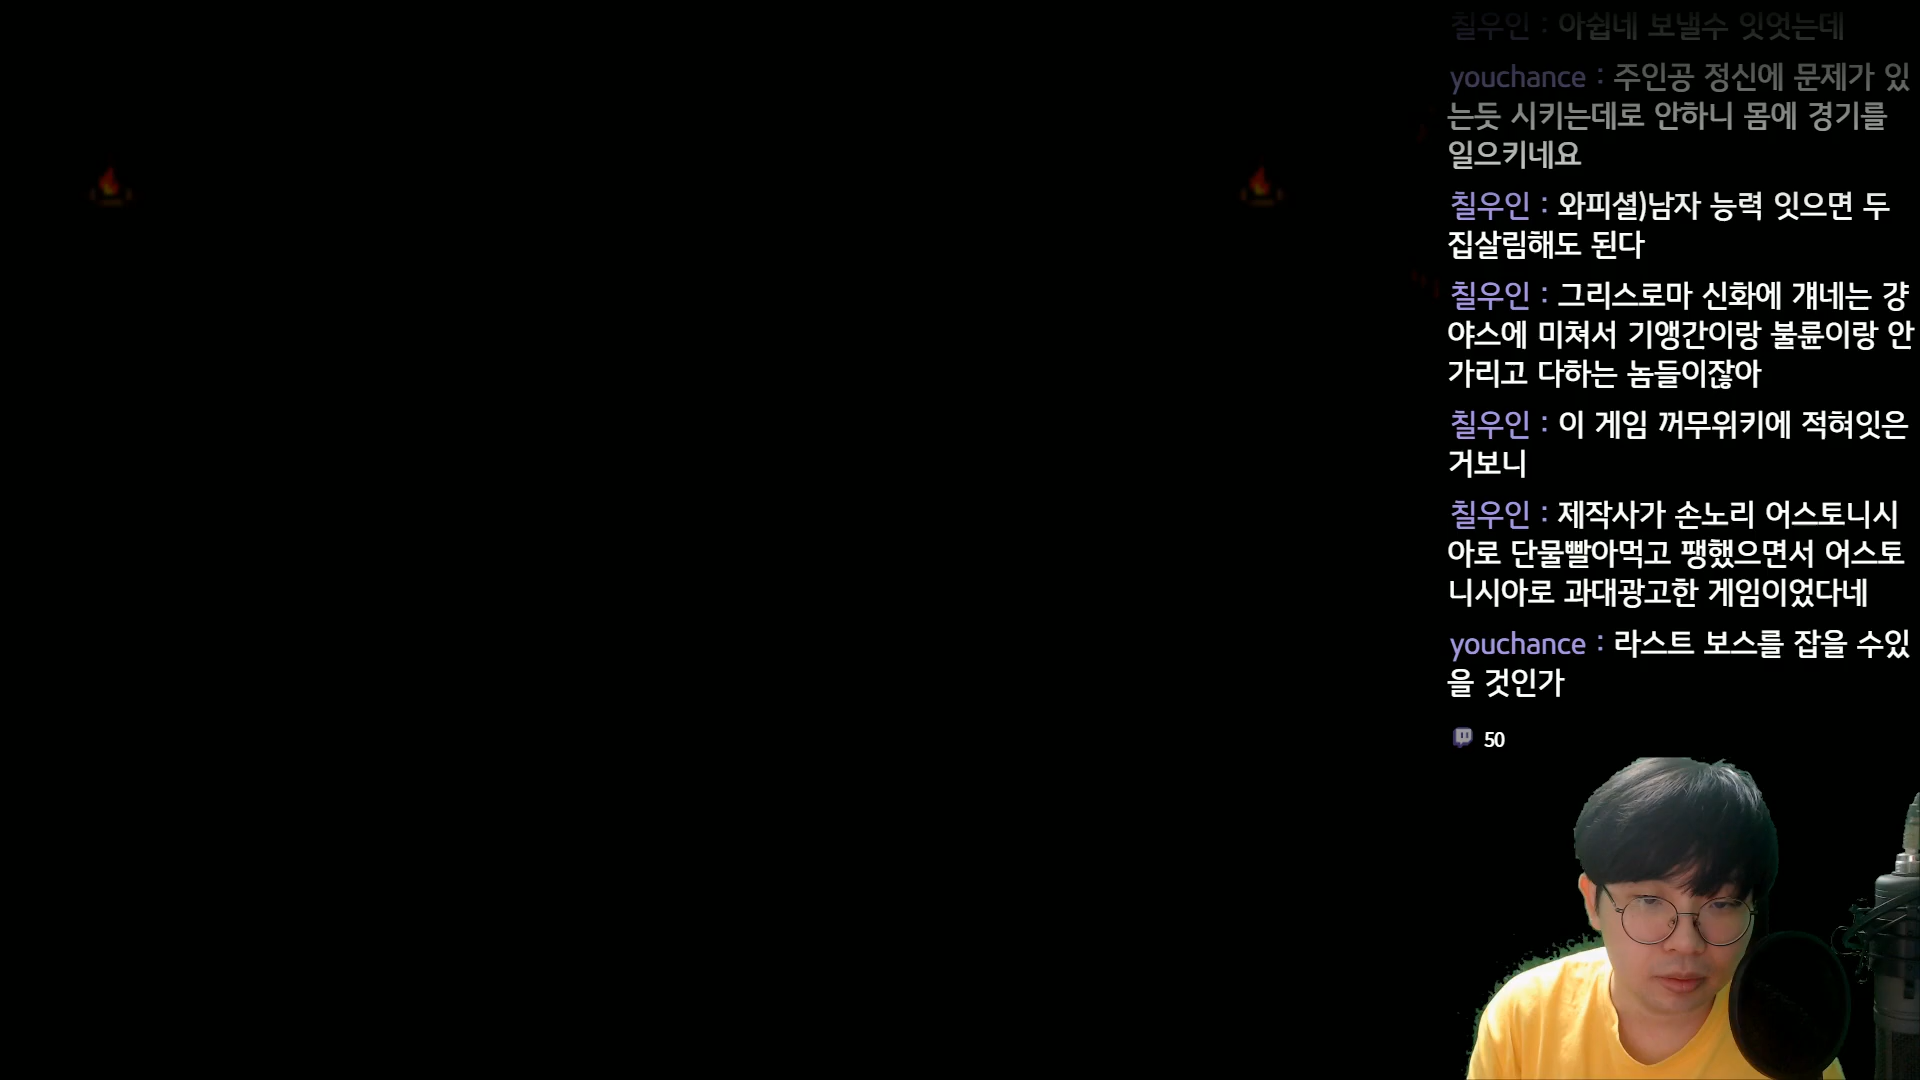 칠우인 : 아쉽네 보낼수 잇엇는데
youchance : 주인공 정신에 문제가 있
는듯 시키는데로 안하니 몸에 경기를
일으키네요
칠우인 : 와피셜)남자 능력 잇으면 두
집살림해도 된다
칠우인 : 그리스로마 신화에 걔네는 걍
야스에 미쳐서 기앵간이랑 불륜이랑 안
가리고 다하는 놈들이잖아
칠우인 : 이 게임 꺼무위키에 적혀잇은
거보니
칠우인 : 제작사가 손노리 어스토니시
아로 단물빨아먹고 팽했으면서 어스토
니시아로 과대광고한 게임이었다네
youchance : 라스트 보스를 잡을 수있
을 것인가
50